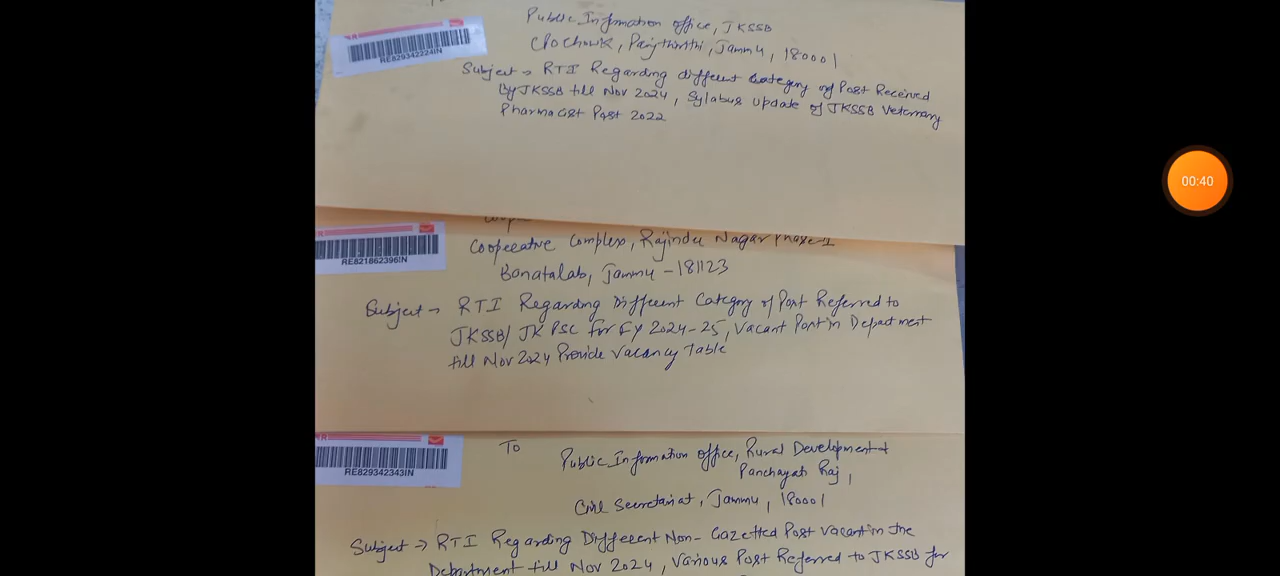 RE829342224IN
Public Information office, JKSSB
CPO Chowk, Panjthirthi, Jammu, 180001
Subject → RTI Regarding different Category of Post Received
By JKSSB till Nov 2024, Sylabus update of JKSSB Veternary
Pharmacist Post 2022
RE821862396IN
Cooperative Complex, Rajinder Nagar Phase-1
Bonatalab, Jammu - 181123
Subject → RTI Regarding Different Category of Post Referred to
JKSSB/ JK PSC for FY 2024-25, Vacant Post in Department
till Nov 2024 Provide Vacancy Table
RE829342343IN
To
Public Information office, Rural Development
Panchayati Raj,
Civil Secretariat, Jammu, 180001
Subject → RTI Regarding Different Non-Gazetted Post Vacant in the
Department till Nov 2024, Various Post Referred to JKSSB for
00:40